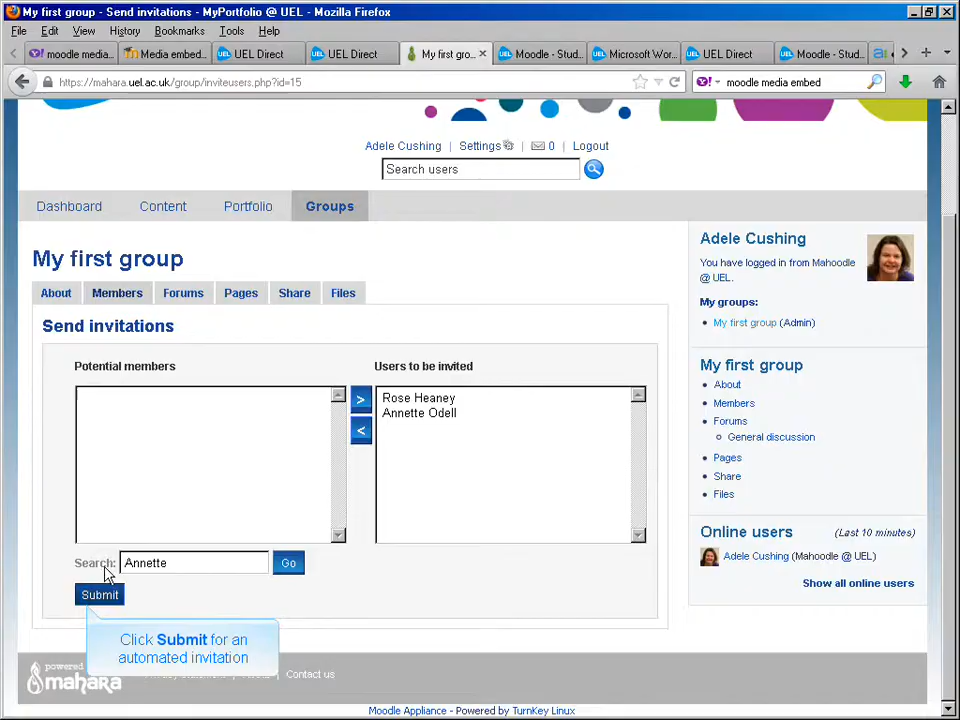 My first group - Send invitations - MyPortfolio @ UEL - Mozilla Firefox
File Edit View History Bookmarks Tools Help
moodle media...
Media embed...
UEL Direct
UEL Direct
My first gro...
Moodle - Stud...
Microsoft Wor...
UEL Direct
Moodle - Stud...
https://mahara.uel.ac.uk/group/inviteusers.php?id=15
moodle media embed
Adele Cushing | Settings | 0 | Logout
Search users
Dashboard Content Portfolio Groups
My first group
About Members Forums Pages Share Files
Send invitations
Potential members
Users to be invited
Rose Heaney
Annette Odell
>
<
Search: Annette Go
Submit
Click Submit for an
automated invitation
Adele Cushing
You have logged in from Mahoodle
@ UEL.
My groups:
My first group (Admin)
My first group
About
Members
Forums
General discussion
Pages
Share
Files
Online users (Last 10 minutes)
Adele Cushing (Mahoodle @ UEL)
Show all online users
powered
mahara
Contact us
Moodle Appliance - Powered by TurnKey Linux